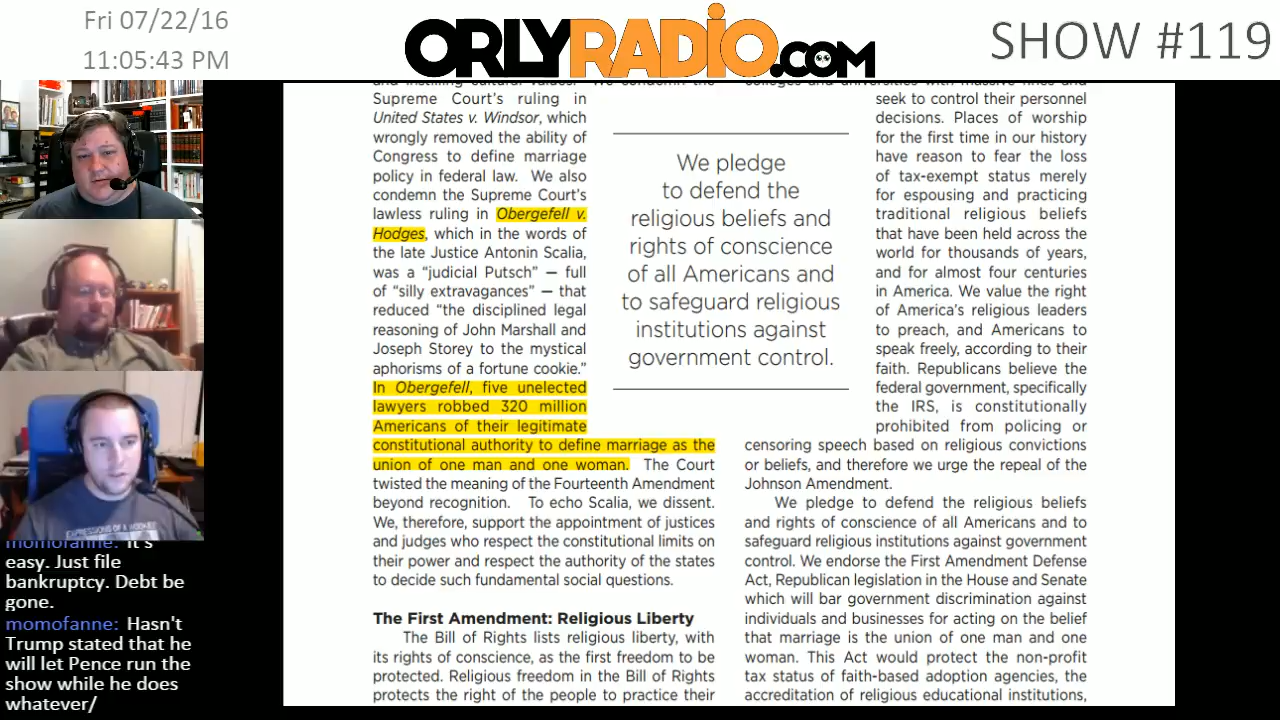 Fri 07/22/16
11:05:43 PM
ORLYRADiO.COM
SHOW #119
momofanne: It's
easy. Just file
bankruptcy. Debt be
gone.
momofanne: Hasn't
Trump stated that he
will let Pence run the
show while he does
whatever/
and instilling cultural values. We condemn the
Supreme Court's ruling in
United States v. Windsor, which
wrongly removed the ability of
Congress to define marriage
policy in federal law. We also
condemn the Supreme Court's
lawless ruling in Obergefell v.
Hodges, which in the words of
the late Justice Antonin Scalia,
was a “judicial Putsch” — full
of “silly extravagances” — that
reduced “the disciplined legal
reasoning of John Marshall and
Joseph Storey to the mystical
aphorisms of a fortune cookie.”
In Obergefell, five unelected
lawyers robbed 320 million
Americans of their legitimate
constitutional authority to define marriage as the
union of one man and one woman. The Court
twisted the meaning of the Fourteenth Amendment
beyond recognition. To echo Scalia, we dissent.
We, therefore, support the appointment of justices
and judges who respect the constitutional limits on
their power and respect the authority of the states
to decide such fundamental social questions.
The First Amendment: Religious Liberty
The Bill of Rights lists religious liberty, with
its rights of conscience, as the first freedom to be
protected. Religious freedom in the Bill of Rights
protects the right of the people to practice their
We pledge
to defend the
religious beliefs and
rights of conscience
of all Americans and
to safeguard religious
institutions against
government control.
colleges and universities with massive fines and
seek to control their personnel
decisions. Places of worship
for the first time in our history
have reason to fear the loss
of tax-exempt status merely
for espousing and practicing
traditional religious beliefs
that have been held across the
world for thousands of years,
and for almost four centuries
in America. We value the right
of America's religious leaders
to preach, and Americans to
speak freely, according to their
faith. Republicans believe the
federal government, specifically
the IRS, is constitutionally
prohibited from policing or
censoring speech based on religious convictions
or beliefs, and therefore we urge the repeal of the
Johnson Amendment.
We pledge to defend the religious beliefs
and rights of conscience of all Americans and to
safeguard religious institutions against government
control. We endorse the First Amendment Defense
Act, Republican legislation in the House and Senate
which will bar government discrimination against
individuals and businesses for acting on the belief
that marriage is the union of one man and one
woman. This Act would protect the non-profit
tax status of faith-based adoption agencies, the
accreditation of religious educational institutions,